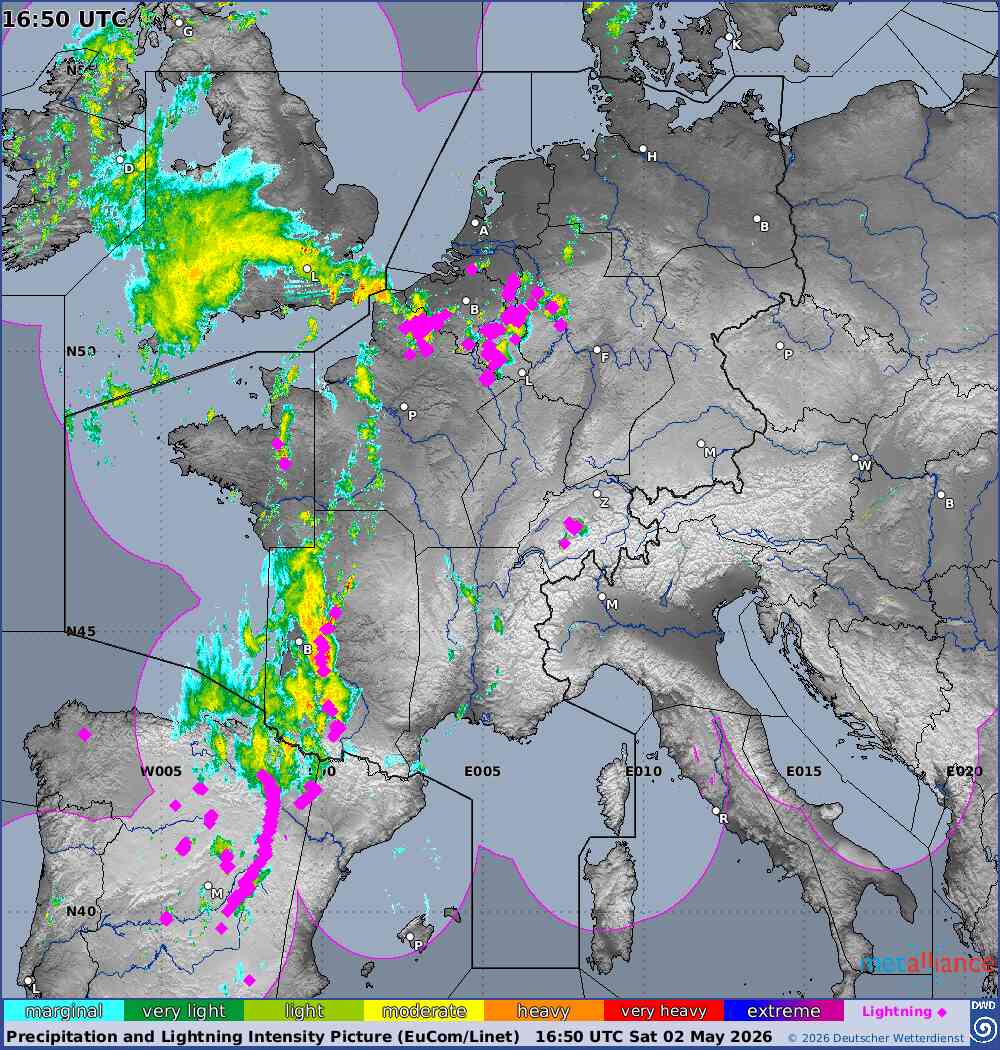 16:50 UTC
G
K
N55
D
H
B
A
L
B
N50
F
P
L
P
M
W
Z
B
M
N45
B
W005
E005
E010
E015
E020
R
M
N40
P
L
metalliance
marginal very light light moderate heavy very heavy extreme Lightning
DWD
Precipitation and Lightning Intensity Picture (EuCom/Linet) 16:50 UTC Sat 02 May 2026 © 2026 Deutscher Wetterdienst